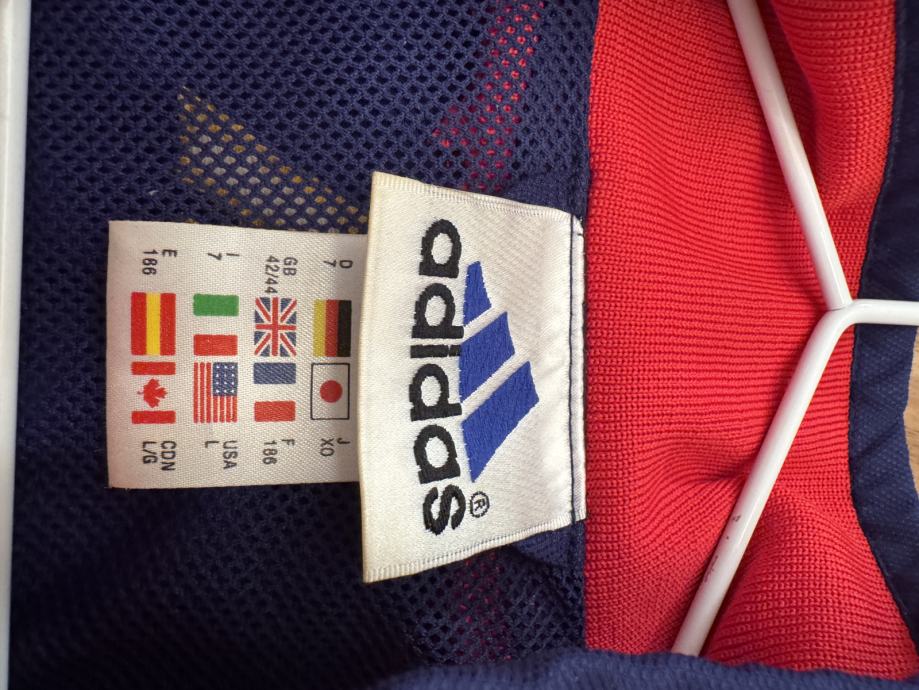 adidas®
D
7
J
XO
GB
42/44
F
186
I
7
USA
L
E
186
CDN
L/G